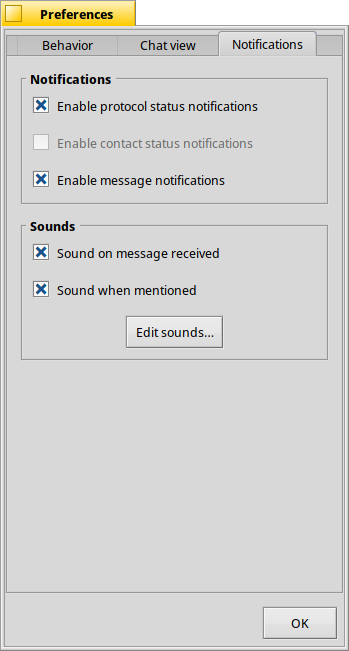 Preferences
Behavior
Chat view
Notifications
Notifications
Enable protocol status notifications
Enable contact status notifications
Enable message notifications
Sounds
Sound on message received
Sound when mentioned
Edit sounds...
OK